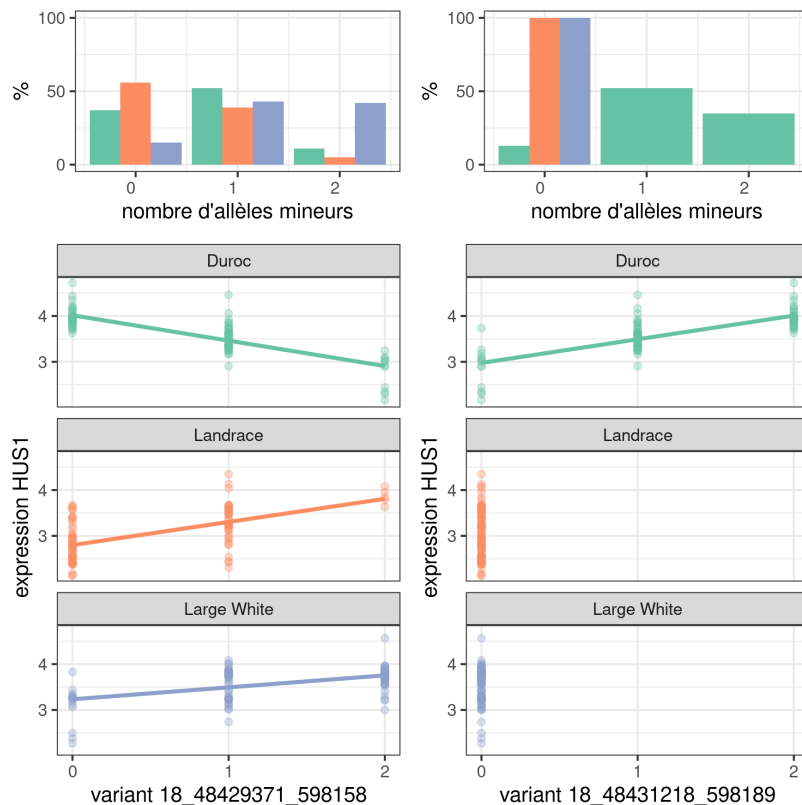 100
50
0
%
0 1 2
nombre d'allèles mineurs
100
50
0
%
0 1 2
nombre d'allèles mineurs
Duroc
4
3
Landrace
4
3
Large White
4
3
expression HUS1
0 1 2
variant 18_48429371_598158
Duroc
4
3
Landrace
4
3
Large White
4
3
expression HUS1
0 1 2
variant 18_48431218_598189